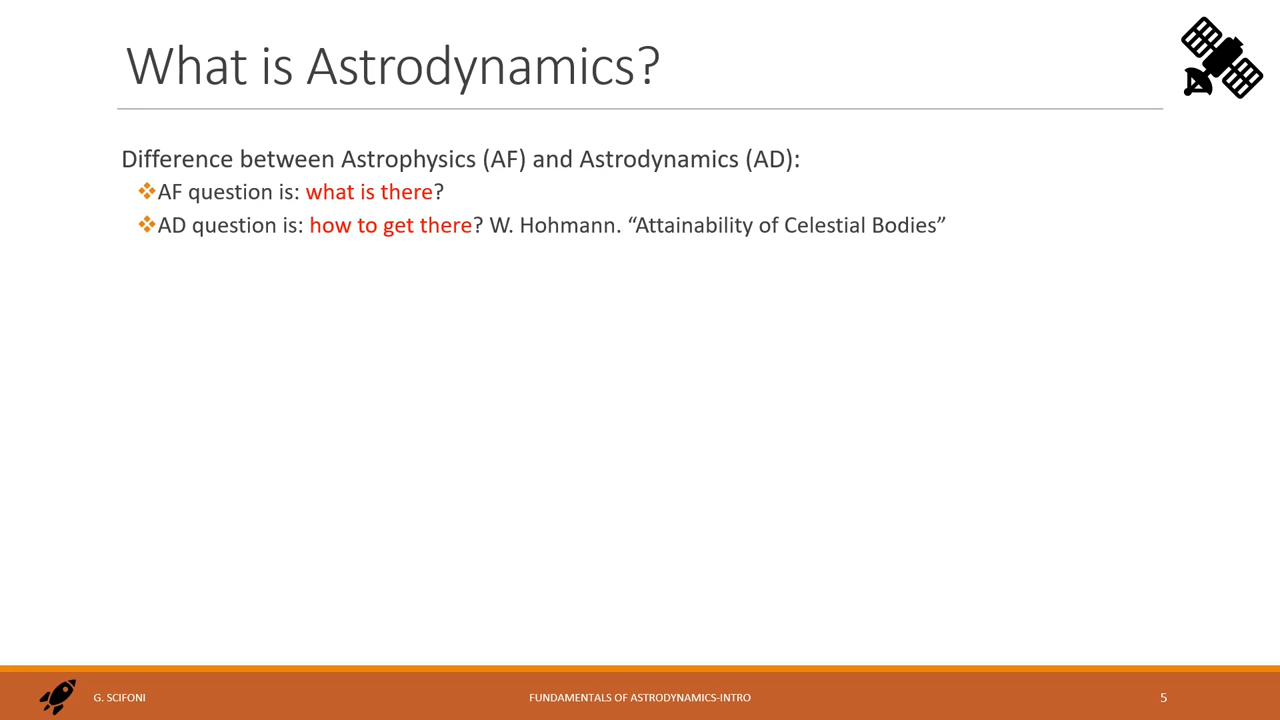 What is Astrodynamics?
Difference between Astrophysics (AF) and Astrodynamics (AD):
❖AF question is: what is there?
❖AD question is: how to get there? W. Hohmann. “Attainability of Celestial Bodies”
G. SCIFONI
FUNDAMENTALS OF ASTRODYNAMICS-INTRO
5